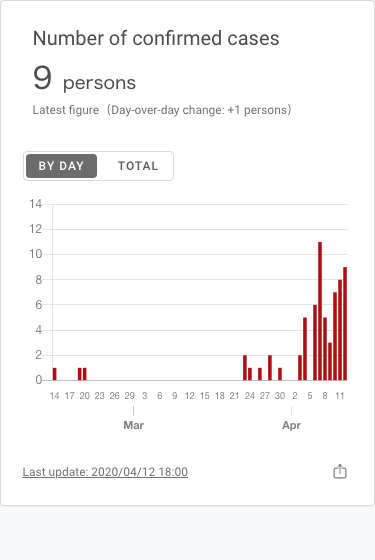 Number of confirmed cases
9 persons
Latest figure（Day-over-day change: +1 persons）
BY DAY TOTAL
14
12
10
8
6
4
2
0
14 17 20 23 26 29 3 6 9 12 15 18 21 24 27 30 2 5 8 11
Mar Apr
Last update: 2020/04/12 18:00